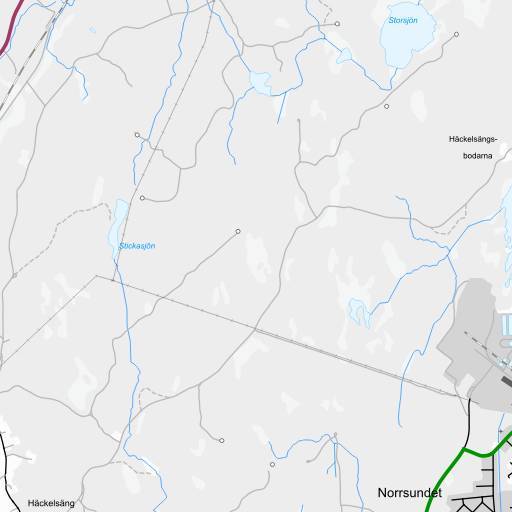 Storsjön
Häckelsängs-
bodarna
Stickasjön
Norrsundet
Häckelsäng